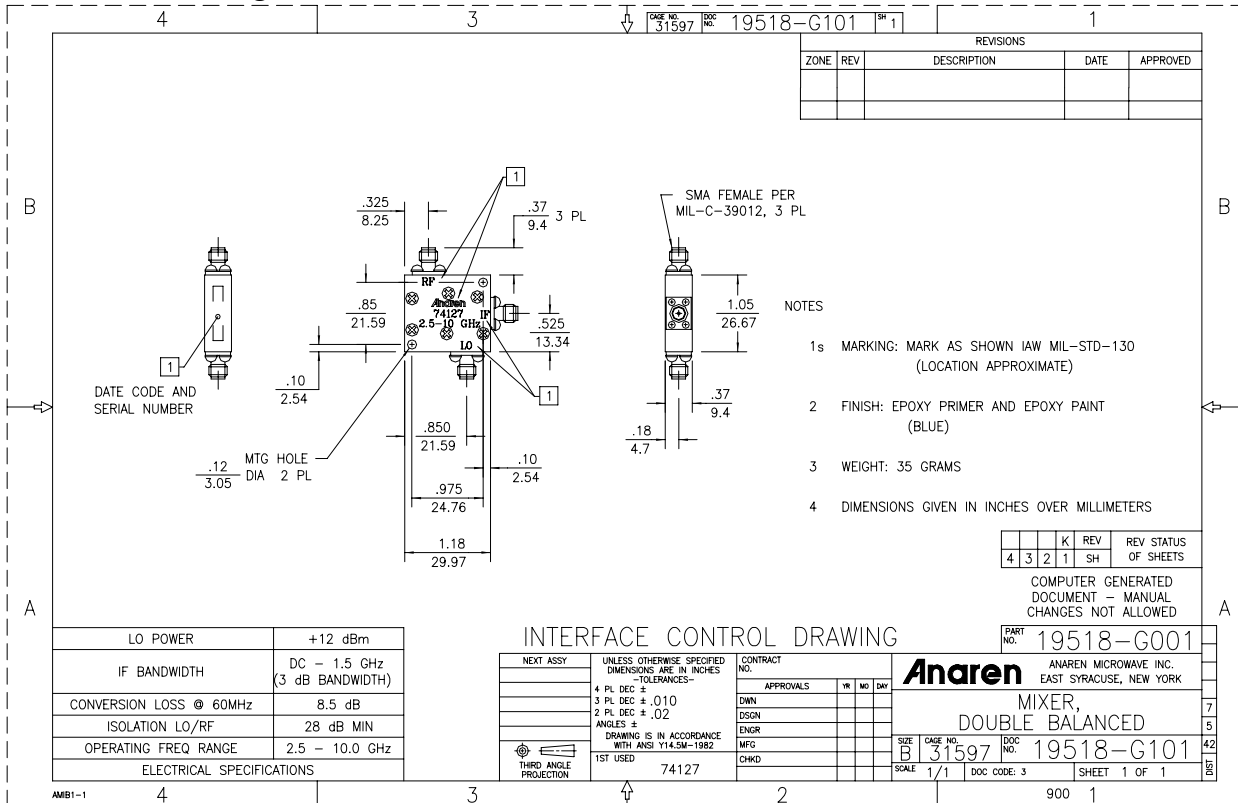 4
3
CAGE NO. 31597 DOC NO. 19518-G101 SH 1
1
REVISIONS
ZONE REV DESCRIPTION DATE APPROVED
B
B
1
.325
8.25
.37
9.4 3 PL
SMA FEMALE PER
MIL-C-39012, 3 PL
RF
Anaren
74127
2.5-10 GHz
IF
LO
.85
21.59
.525
13.34
1.05
26.67
1
DATE CODE AND
SERIAL NUMBER
.10
2.54
1
.37
9.4
.18
4.7
.850
21.59
MTG HOLE
.12
3.05 DIA 2 PL
.10
2.54
.975
24.76
1.18
29.97
NOTES
1s MARKING: MARK AS SHOWN IAW MIL-STD-130
(LOCATION APPROXIMATE)
2 FINISH: EPOXY PRIMER AND EPOXY PAINT
(BLUE)
3 WEIGHT: 35 GRAMS
4 DIMENSIONS GIVEN IN INCHES OVER MILLIMETERS
K REV REV STATUS
4 3 2 1 SH OF SHEETS
COMPUTER GENERATED
DOCUMENT - MANUAL
CHANGES NOT ALLOWED
A
A
LO POWER +12 dBm
IF BANDWIDTH DC - 1.5 GHz
(3 dB BANDWIDTH)
CONVERSION LOSS @ 60MHz 8.5 dB
ISOLATION LO/RF 28 dB MIN
OPERATING FREQ RANGE 2.5 - 10.0 GHz
ELECTRICAL SPECIFICATIONS
INTERFACE CONTROL DRAWING
NEXT ASSY
UNLESS OTHERWISE SPECIFIED
DIMENSIONS ARE IN INCHES
-TOLERANCES-
4 PL DEC ±
3 PL DEC ± .010
2 PL DEC ± .02
ANGLES ±
DRAWING IS IN ACCORDANCE
WITH ANSI Y14.5M-1982
THIRD ANGLE
PROJECTION
1ST USED
74127
CONTRACT
NO.
APPROVALS YR MO DAY
DWN
DSGN
ENGR
MFG
CHKD
PART NO. 19518-G001
Anaren
ANAREN MICROWAVE INC.
EAST SYRACUSE, NEW YORK
MIXER,
DOUBLE BALANCED
SIZE B CAGE NO. 31597 DOC NO. 19518-G101
SCALE 1/1 DOC CODE: 3 SHEET 1 OF 1
7
5
42
DIST
AMIB1-1
4
3
2
900
1